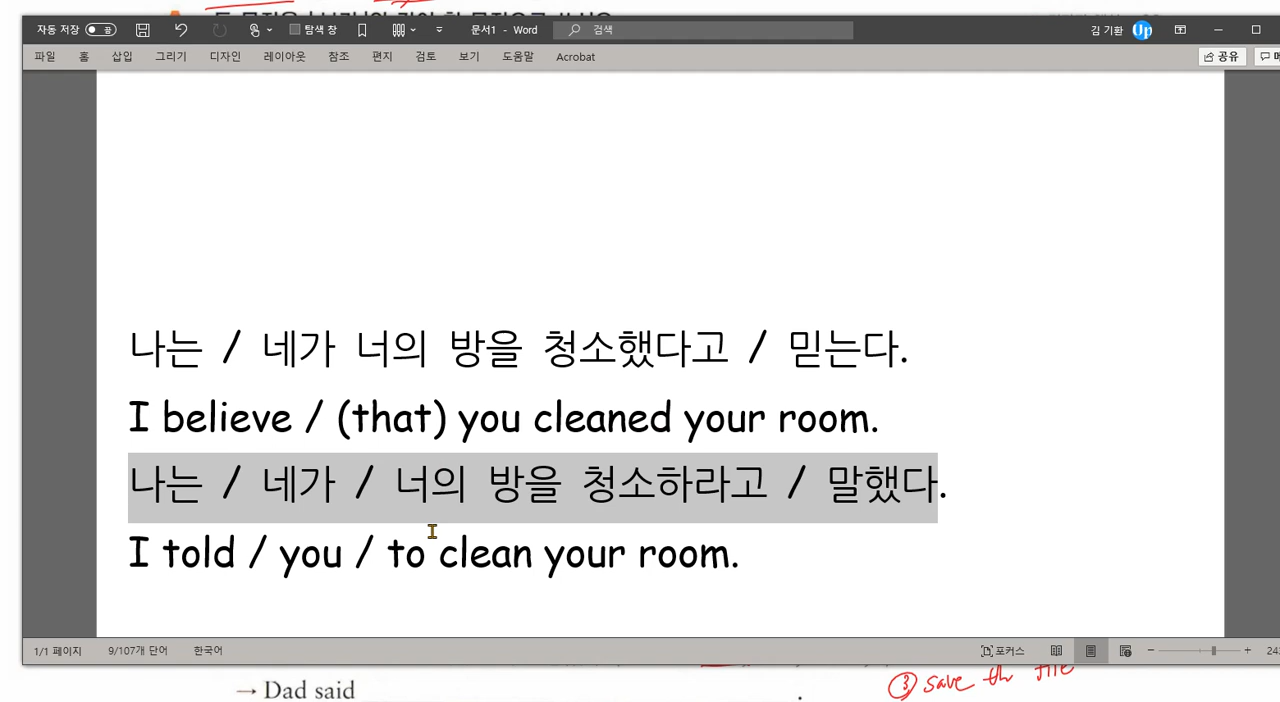 자동 저장 끔 탐색 창 문서1 - Word 검색 김 기환 Up
파일 홈 삽입 그리기 디자인 레이아웃 참조 편지 검토 보기 도움말 Acrobat 공유
나는 / 네가 너의 방을 청소했다고 / 믿는다.
I believe / (that) you cleaned your room.
나는 / 네가 / 너의 방을 청소하라고 / 말했다.
I told / you / to clean your room.
1/1 페이지 9/107개 단어 한국어 포커스
→ Dad said .
③ save the file